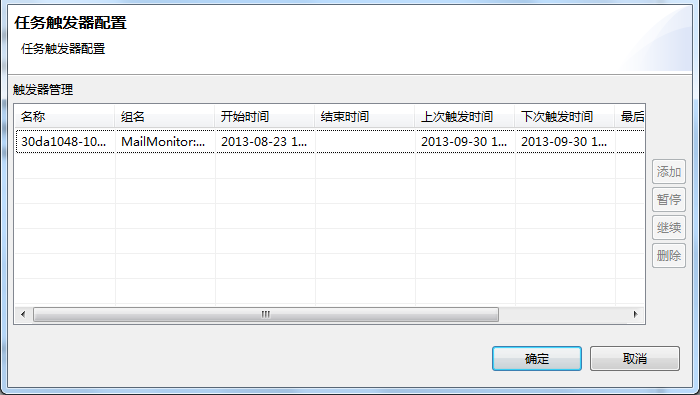 任务触发器配置
任务触发器配置
触发器管理
名称 组名 开始时间 结束时间 上次触发时间 下次触发时间 最后
30da1048-10... MailMonitor:... 2013-08-23 1... 2013-09-30 1... 2013-09-30 1...
添加
暂停
继续
删除
确定 取消